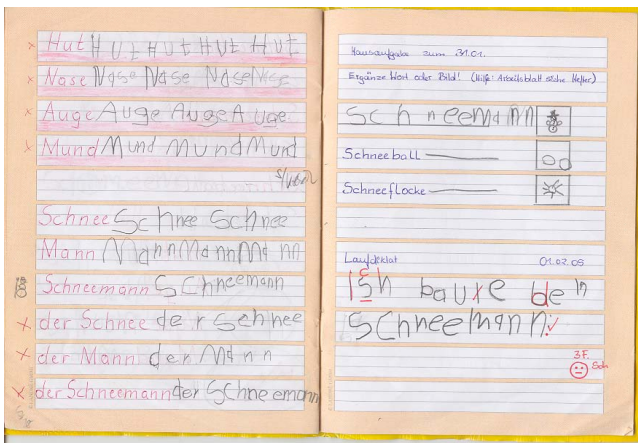 Hut Hut Hut Hut Hut
Nase Nase Nase Nase Nase
Auge Auge Auge Auge
Mund Mund Mund Mund
Schnee Schnee Schnee
Mann Mann Mann Mann
Schneemann Schneemann
der Schnee der Schnee
der Mann der Mann
der Schneemann der Schneemann
Hausaufgabe zum 31.01.
Ergänze Wort oder Bild! (Hilfe: Arbeitsblatt siehe Hefter)
Schneemann
Schneeball
Schneeflocke
Laufdiktat 01.02.05
ish bauxe den
Schneemann.
3 F.